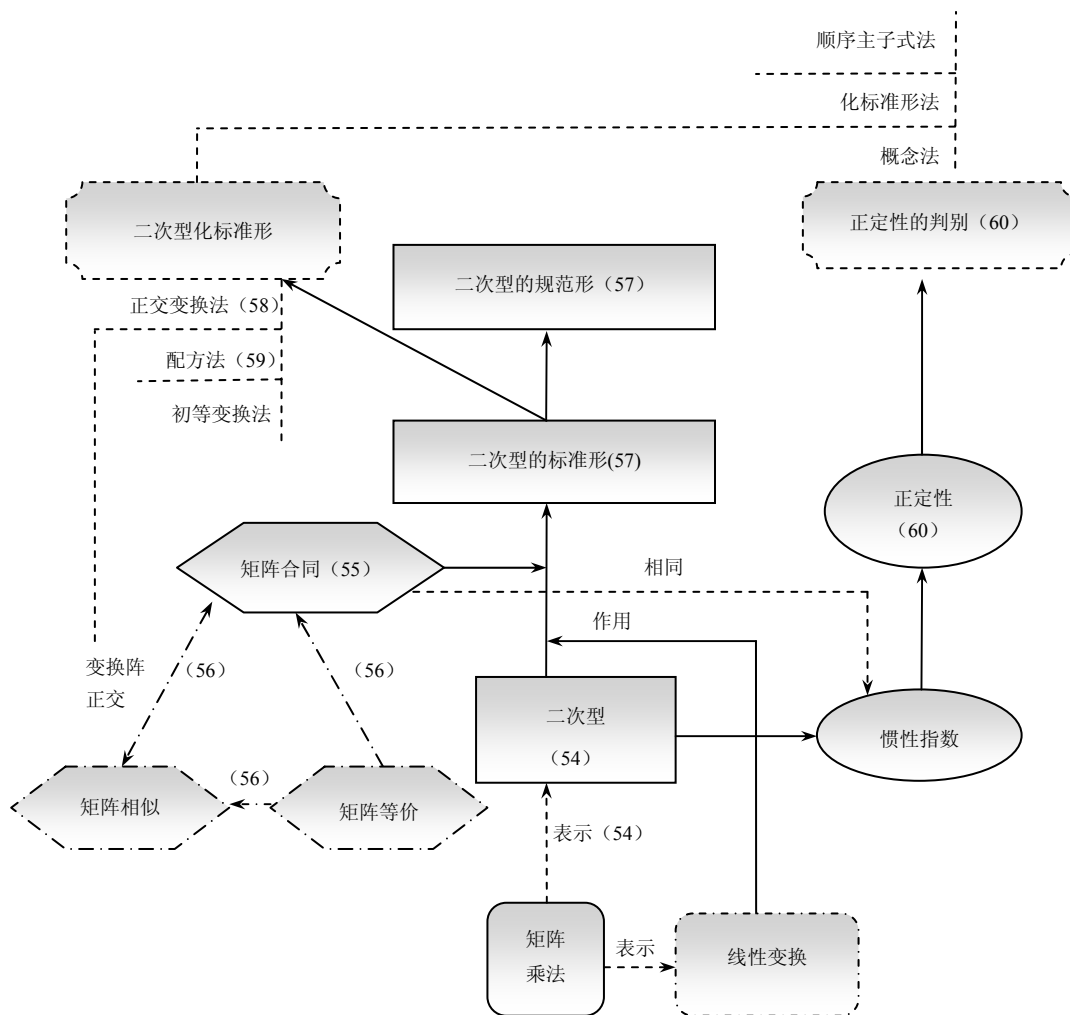 顺序主子式法
化标准形法
概念法
二次型化标准形
正定性的判别（60）
二次型的规范形（57）
正交变换法（58）
配方法（59）
初等变换法
二次型的标准形(57)
正定性
（60）
矩阵合同（55）
相同
作用
变换阵
正交
（56）
（56）
二次型
（54）
惯性指数
（56）
矩阵相似
矩阵等价
表示（54）
矩阵
乘法
表示
线性变换